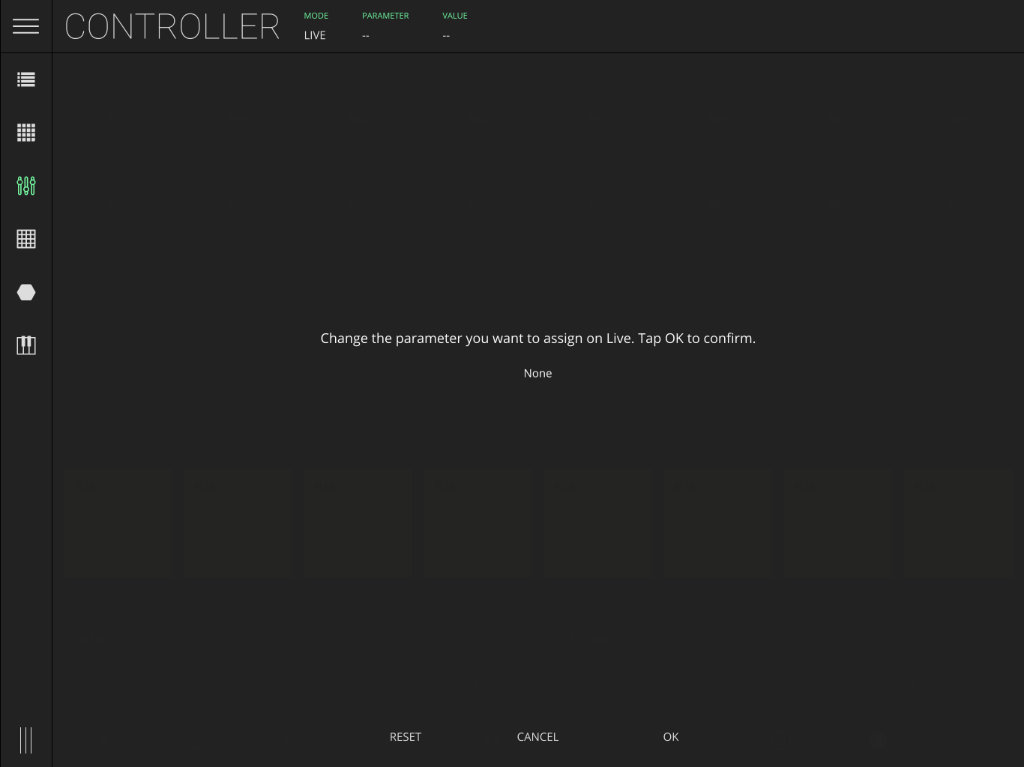 CONTROLLER
MODE PARAMETER VALUE
LIVE -- --
Change the parameter you want to assign on Live. Tap OK to confirm.
None
RESET CANCEL OK